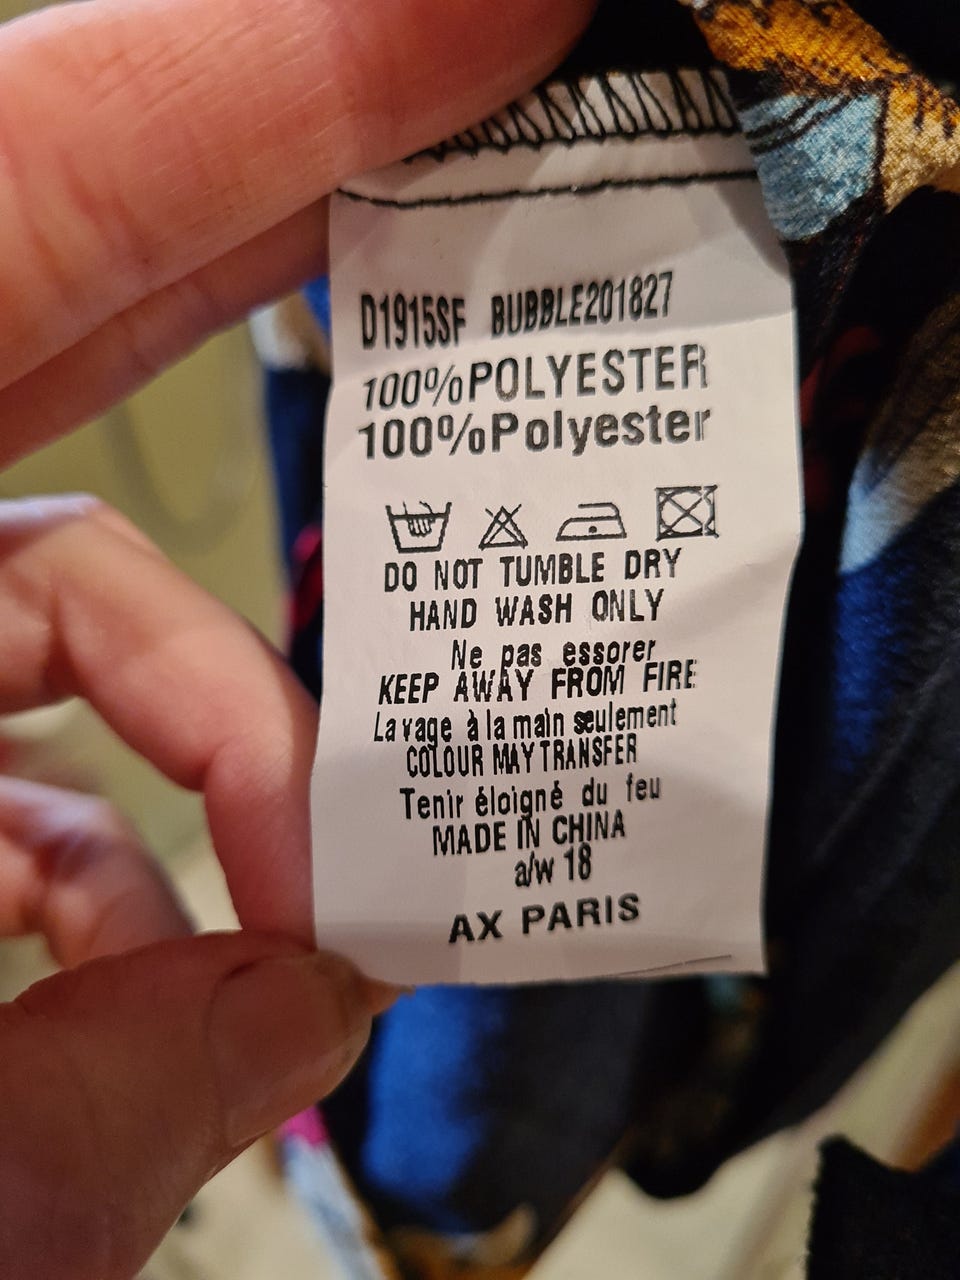 D1915SF BUBBLE201827
100%POLYESTER
100%Polyester
DO NOT TUMBLE DRY
HAND WASH ONLY
Ne pas essorer
KEEP AWAY FROM FIRE
Lavage à la main seulement
COLOUR MAY TRANSFER
Tenir éloigné du feu
MADE IN CHINA
a/w 18
AX PARIS